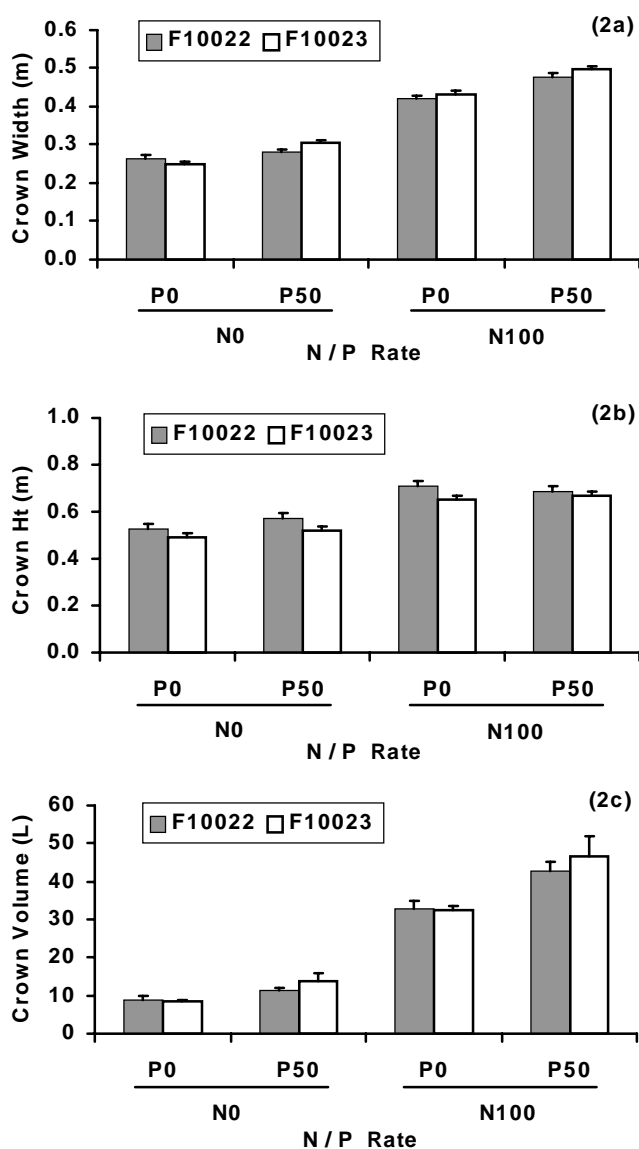 (2a)
F10022 F10023
Crown Width (m)
0.6
0.5
0.4
0.3
0.2
0.1
0.0
P0 P50 P0 P50
N0 N100
N / P Rate
(2b)
F10022 F10023
Crown Ht (m)
1.0
0.8
0.6
0.4
0.2
0.0
P0 P50 P0 P50
N0 N100
N / P Rate
(2c)
F10022 F10023
Crown Volume (L)
60
50
40
30
20
10
0
P0 P50 P0 P50
N0 N100
N / P Rate